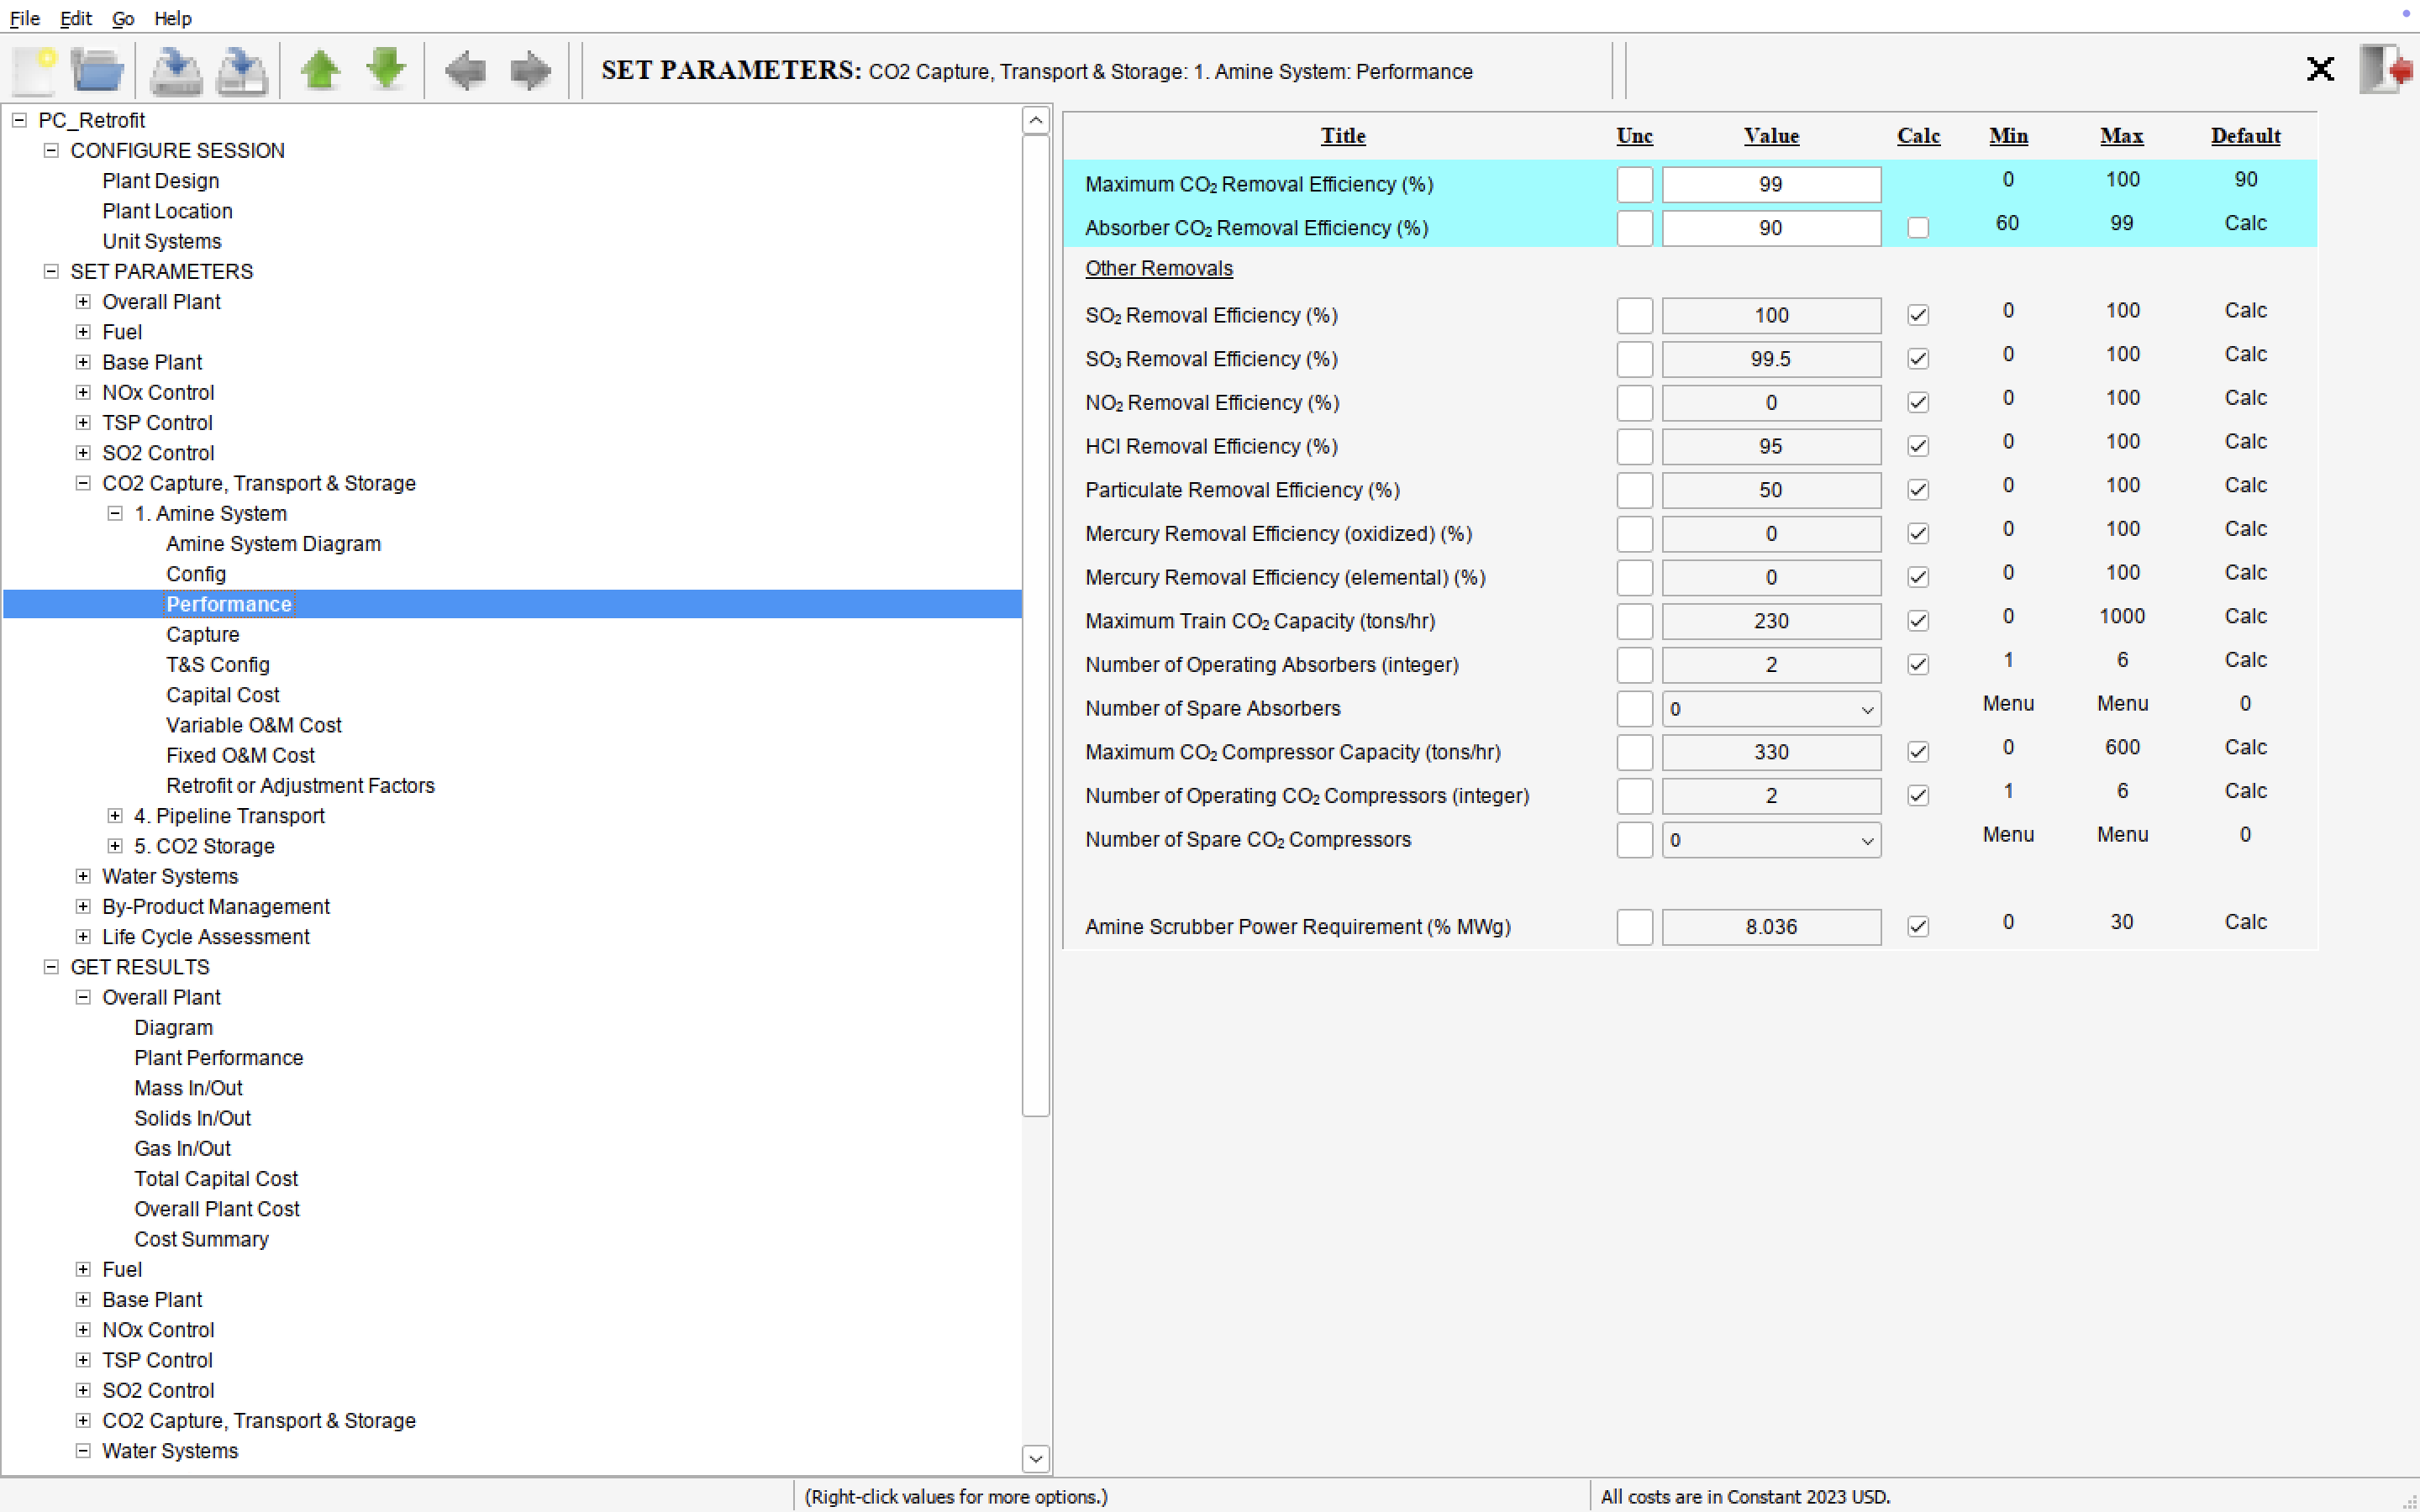 File Edit Go Help
SET PARAMETERS: CO2 Capture, Transport & Storage: 1. Amine System: Performance
PC_Retrofit
CONFIGURE SESSION
Plant Design
Plant Location
Unit Systems
SET PARAMETERS
Overall Plant
Fuel
Base Plant
NOx Control
TSP Control
SO2 Control
CO2 Capture, Transport & Storage
1. Amine System
Amine System Diagram
Config
Performance
Capture
T&S Config
Capital Cost
Variable O&M Cost
Fixed O&M Cost
Retrofit or Adjustment Factors
4. Pipeline Transport
5. CO2 Storage
Water Systems
By-Product Management
Life Cycle Assessment
GET RESULTS
Overall Plant
Diagram
Plant Performance
Mass In/Out
Solids In/Out
Gas In/Out
Total Capital Cost
Overall Plant Cost
Cost Summary
Fuel
Base Plant
NOx Control
TSP Control
SO2 Control
CO2 Capture, Transport & Storage
Water Systems
Title Unc Value Calc Min Max Default
Maximum CO₂ Removal Efficiency (%) 99 0 100 90
Absorber CO₂ Removal Efficiency (%) 90 60 99 Calc
Other Removals
SO₂ Removal Efficiency (%) 100 0 100 Calc
SO₃ Removal Efficiency (%) 99.5 0 100 Calc
NO₂ Removal Efficiency (%) 0 0 100 Calc
HCl Removal Efficiency (%) 95 0 100 Calc
Particulate Removal Efficiency (%) 50 0 100 Calc
Mercury Removal Efficiency (oxidized) (%) 0 0 100 Calc
Mercury Removal Efficiency (elemental) (%) 0 0 100 Calc
Maximum Train CO₂ Capacity (tons/hr) 230 0 1000 Calc
Number of Operating Absorbers (integer) 2 1 6 Calc
Number of Spare Absorbers 0 Menu Menu 0
Maximum CO₂ Compressor Capacity (tons/hr) 330 0 600 Calc
Number of Operating CO₂ Compressors (integer) 2 1 6 Calc
Number of Spare CO₂ Compressors 0 Menu Menu 0
Amine Scrubber Power Requirement (% MWg) 8.036 0 30 Calc
(Right-click values for more options.) All costs are in Constant 2023 USD.